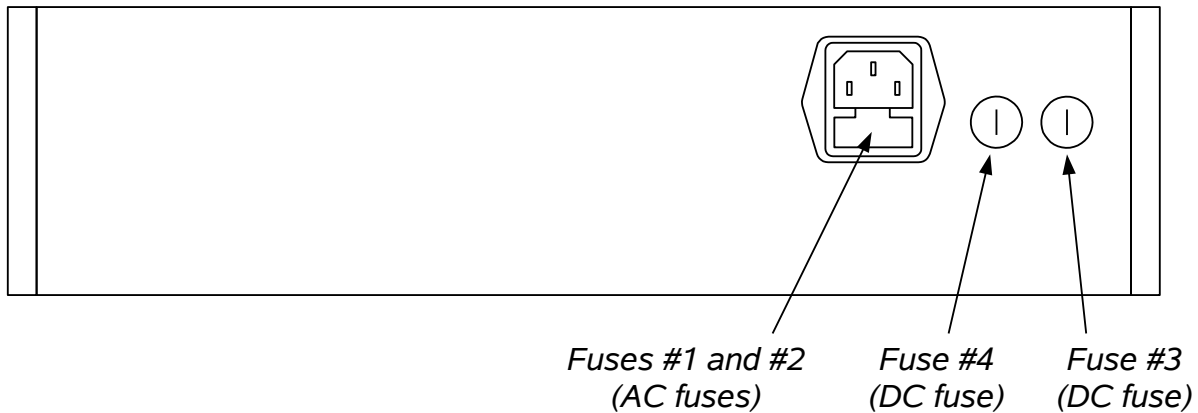 Fuses #1 and #2
(AC fuses)
Fuse #4
(DC fuse)
Fuse #3
(DC fuse)